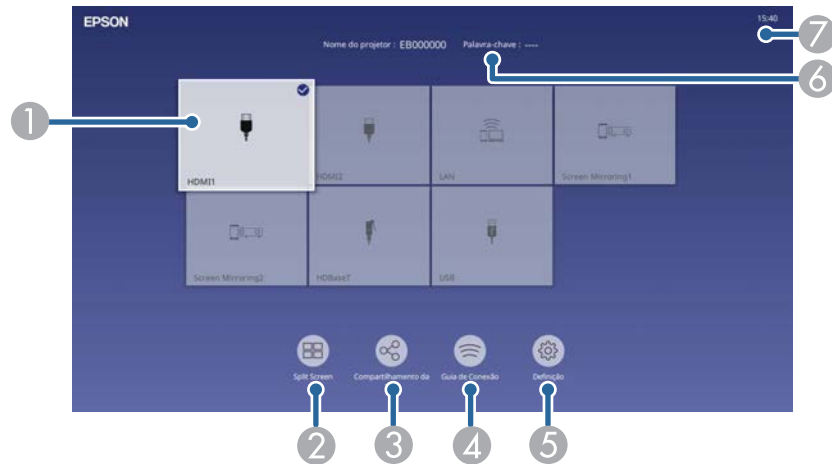 EPSON
15:40
Nome do projetor : EB000000 Palavra-chave : ----
7
6
1
HDMI1
HDMI2
LAN
Screen Mirroring1
Screen Mirroring2
HDBaseT
USB
Split Screen
Compartilhamento da
Guia de Conexão
Definição
2
3
4
5